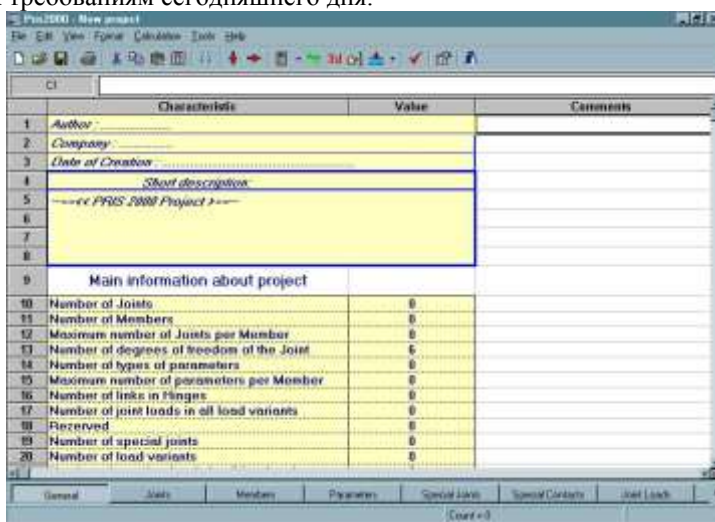 требованиям сегодняшнего дня.
Pris2000 - New project
File Edit View Format Calculation Tools Help
C1
Characteristic Value Comments
1 Author :
2 Company :
3 Date of Creation :
4 Short description:
5 ---<< PRIS 2000 Project >---
6
7
8
9 Main information about project
10 Number of Joints 0
11 Number of Members 0
12 Maximum number of Joints per Member 0
13 Number of degrees of freedom of the Joint 6
14 Number of types of parameters 0
15 Maximum number of parameters per Member 0
16 Number of links in Hinges 0
17 Number of joint loads in all load variants 0
18 Rezerved 0
19 Number of special joints 0
20 Number of load variants 0
General Joints Members Parameters Special Joints Special Contacts Joint Loads
Count = 0